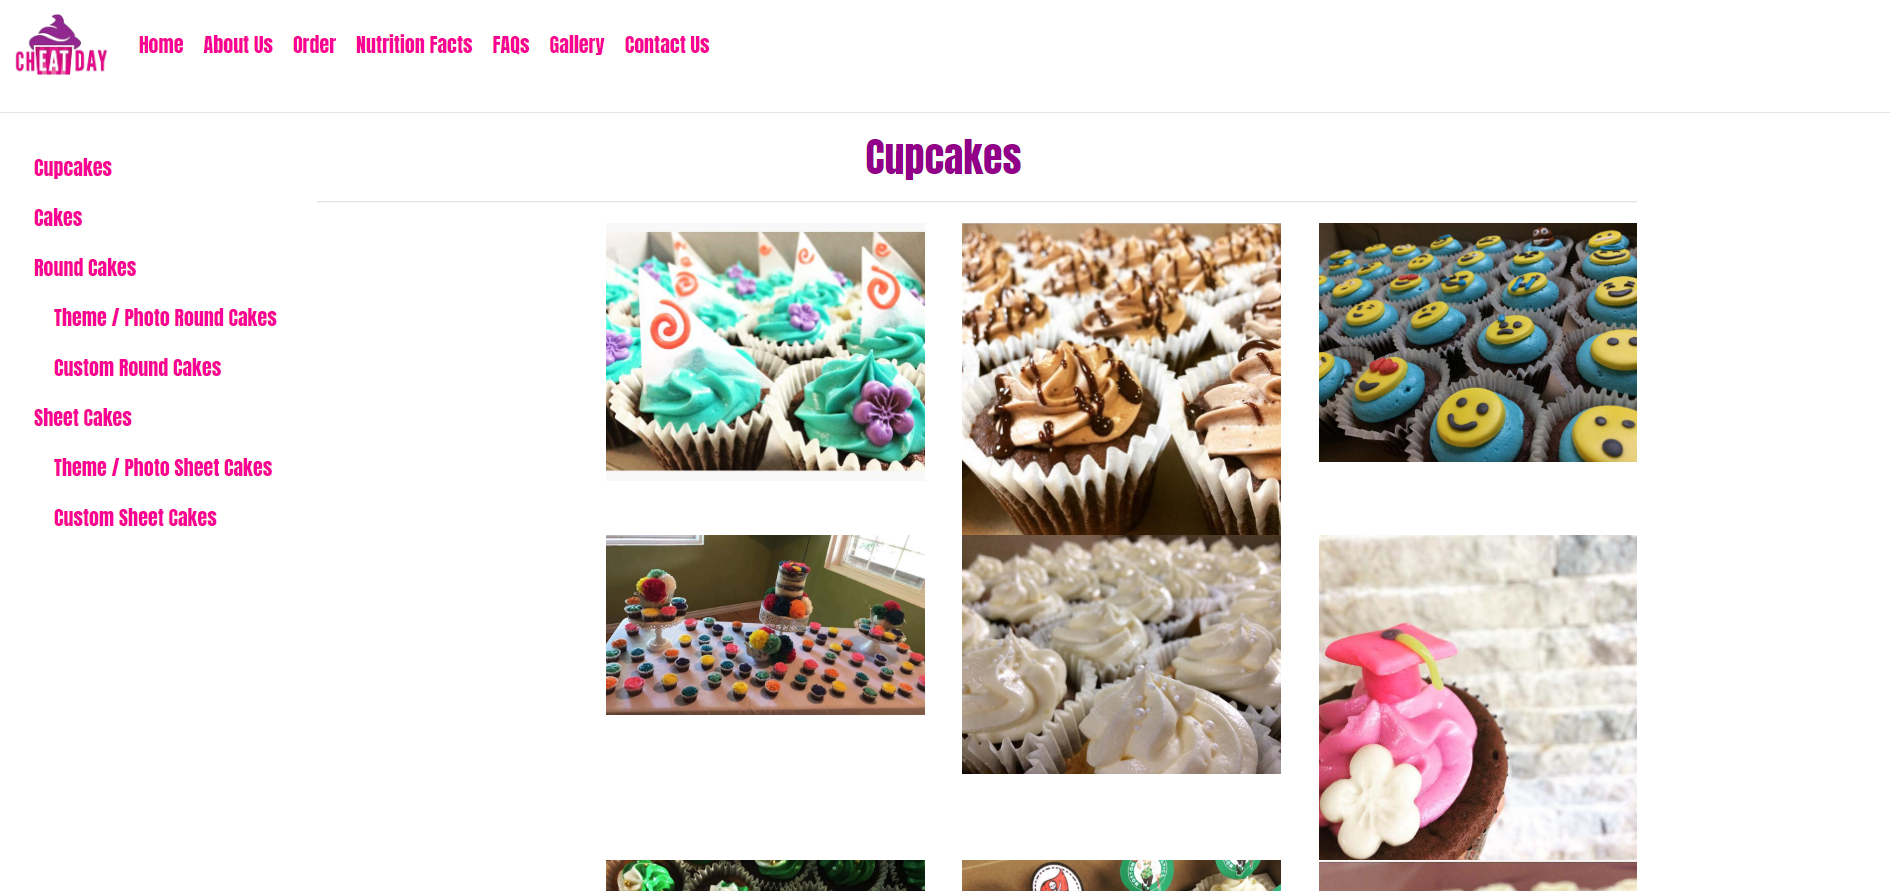 CHEAT DAY
Home About Us Order Nutrition Facts FAQs Gallery Contact Us
Cupcakes
Cupcakes
Cakes
Round Cakes
Theme / Photo Round Cakes
Custom Round Cakes
Sheet Cakes
Theme / Photo Sheet Cakes
Custom Sheet Cakes